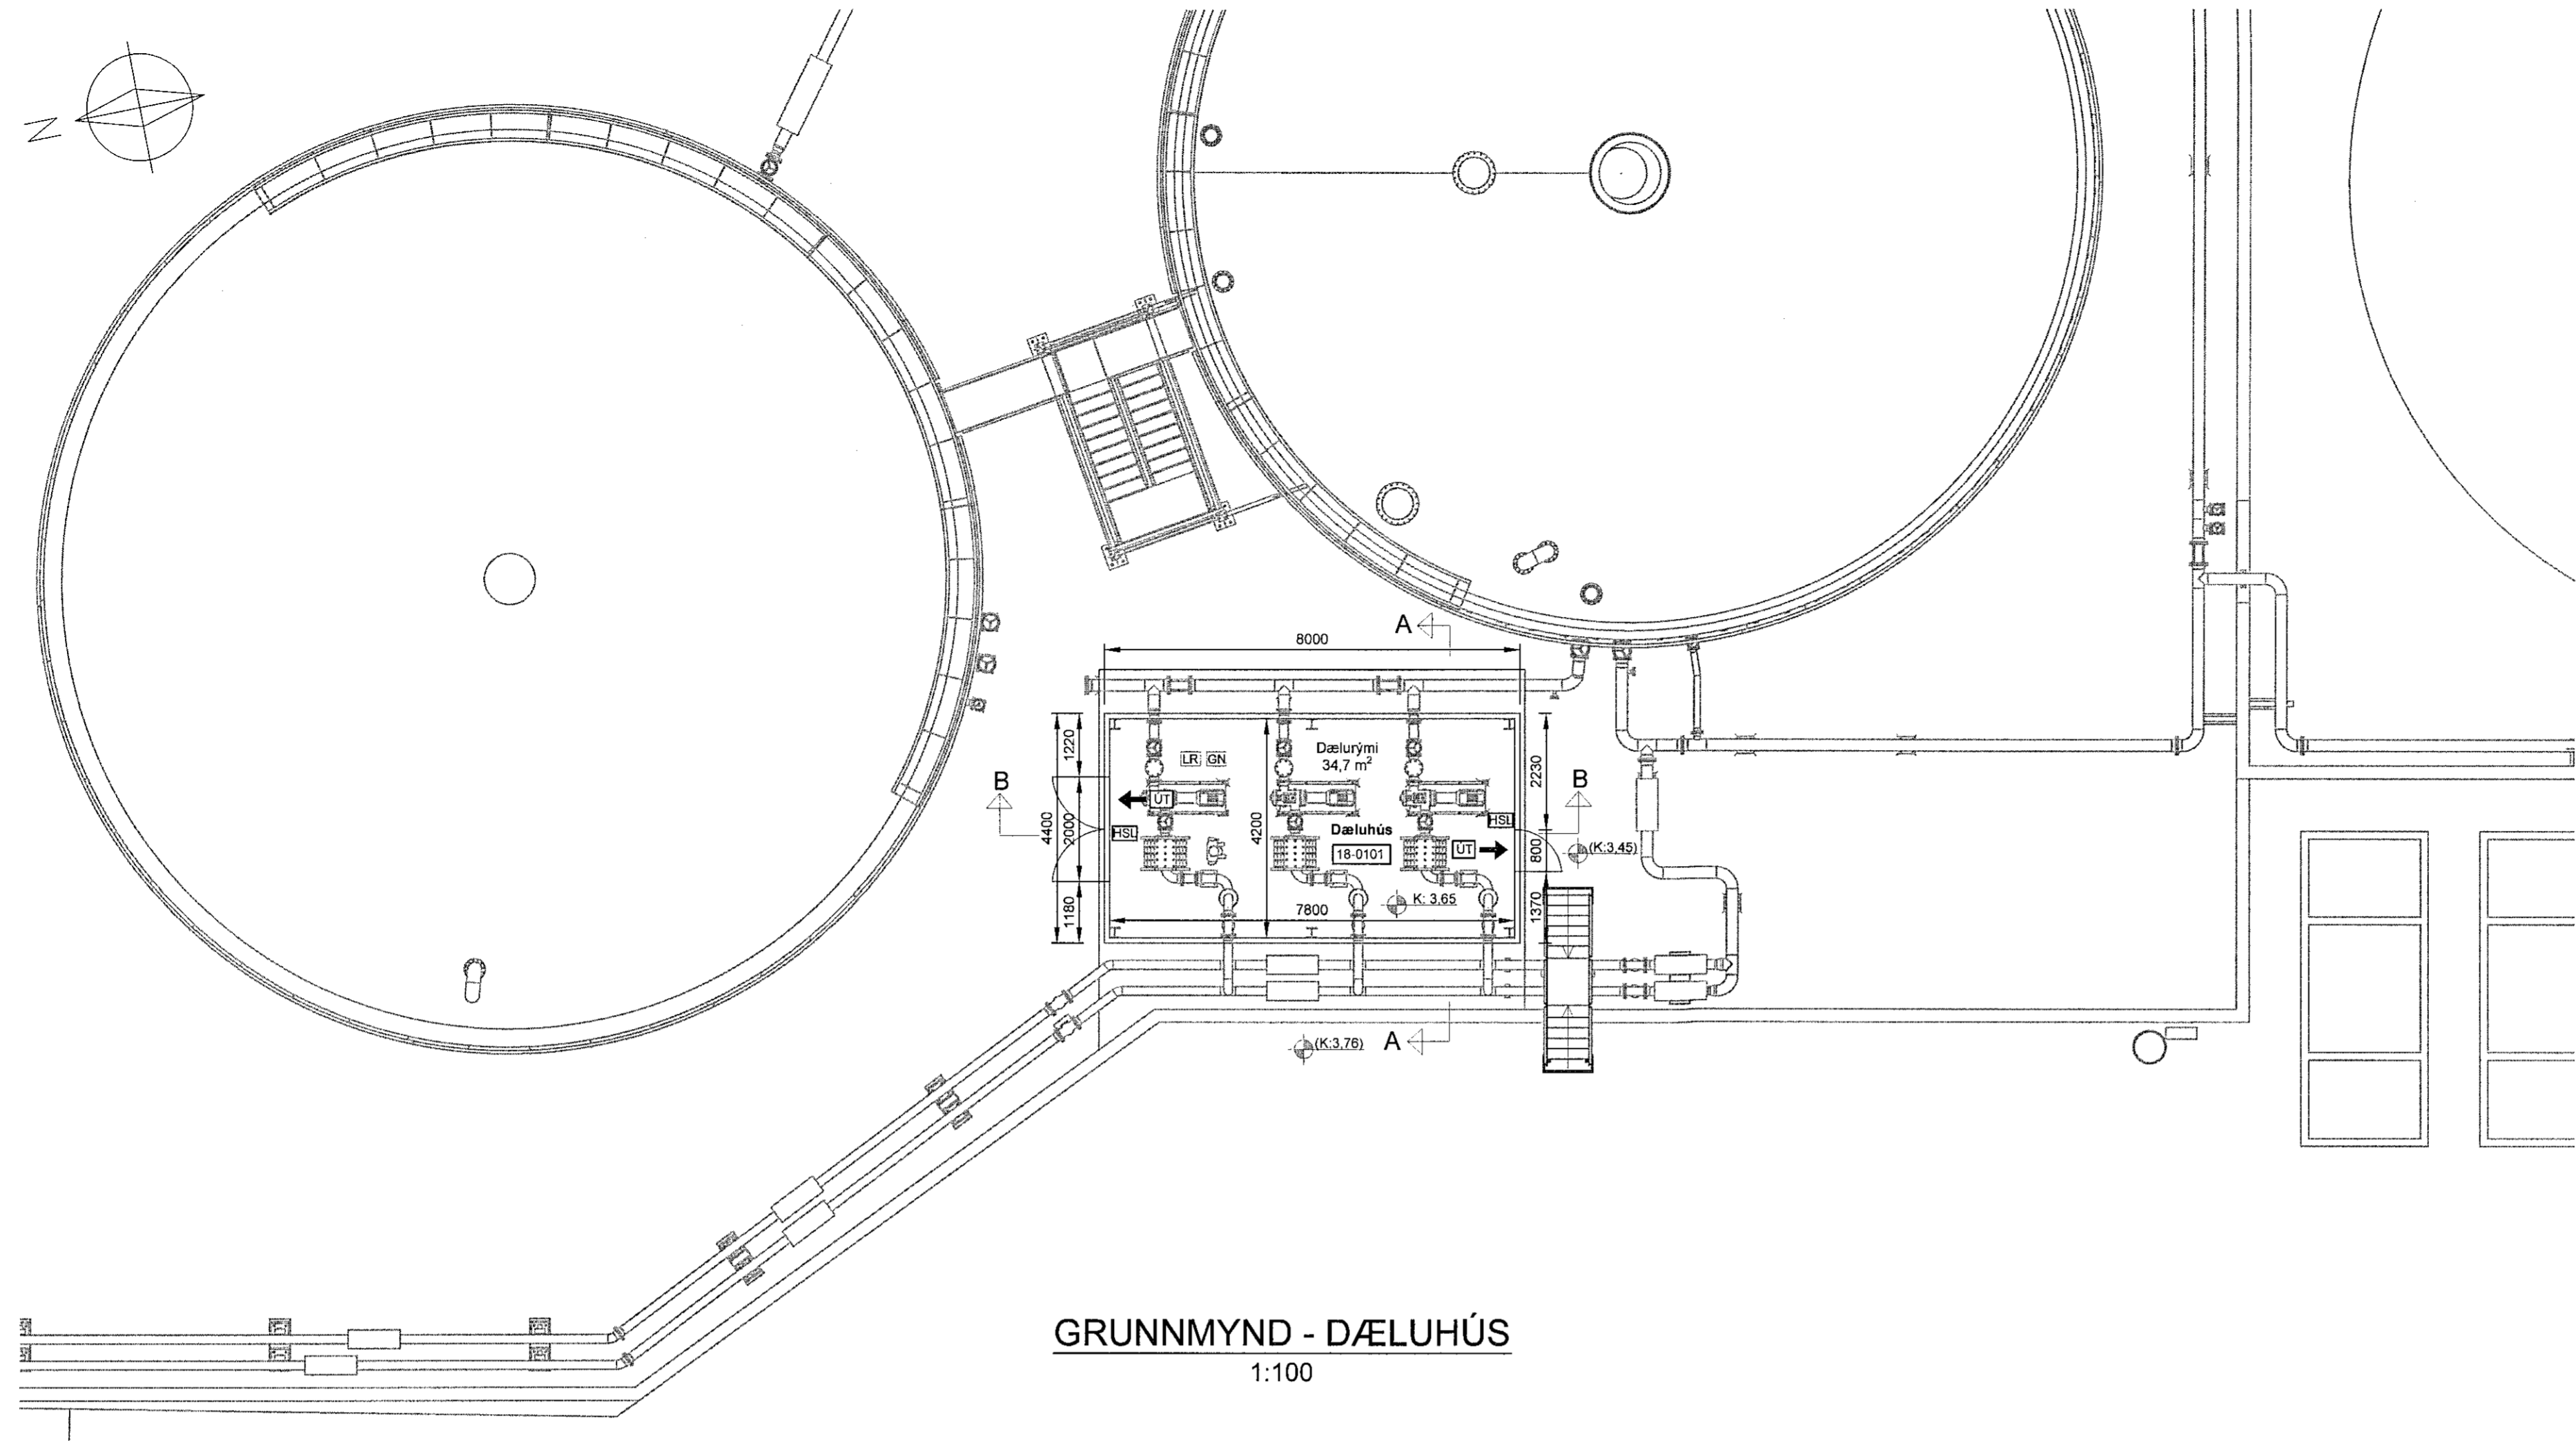 N
A
8000
1220
4400
2000
1180
B
LR GN
Dælurými
34,7 m2
2230
B
ÚT
4200
HSL
HSL
Dæluhús
18-0101
ÚT
800
(K:3,45)
K: 3,65
7800
1370
(K:3,76)
A
GRUNNMYND - DÆLUHÚS
1:100